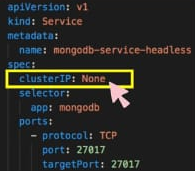 apiVersion: v1
kind: Service
metadata:
  name: mongodb-service-headless
spec:
  clusterIP: None
  selector:
    app: mongodb
  ports:
    - protocol: TCP
      port: 27017
      targetPort: 27017